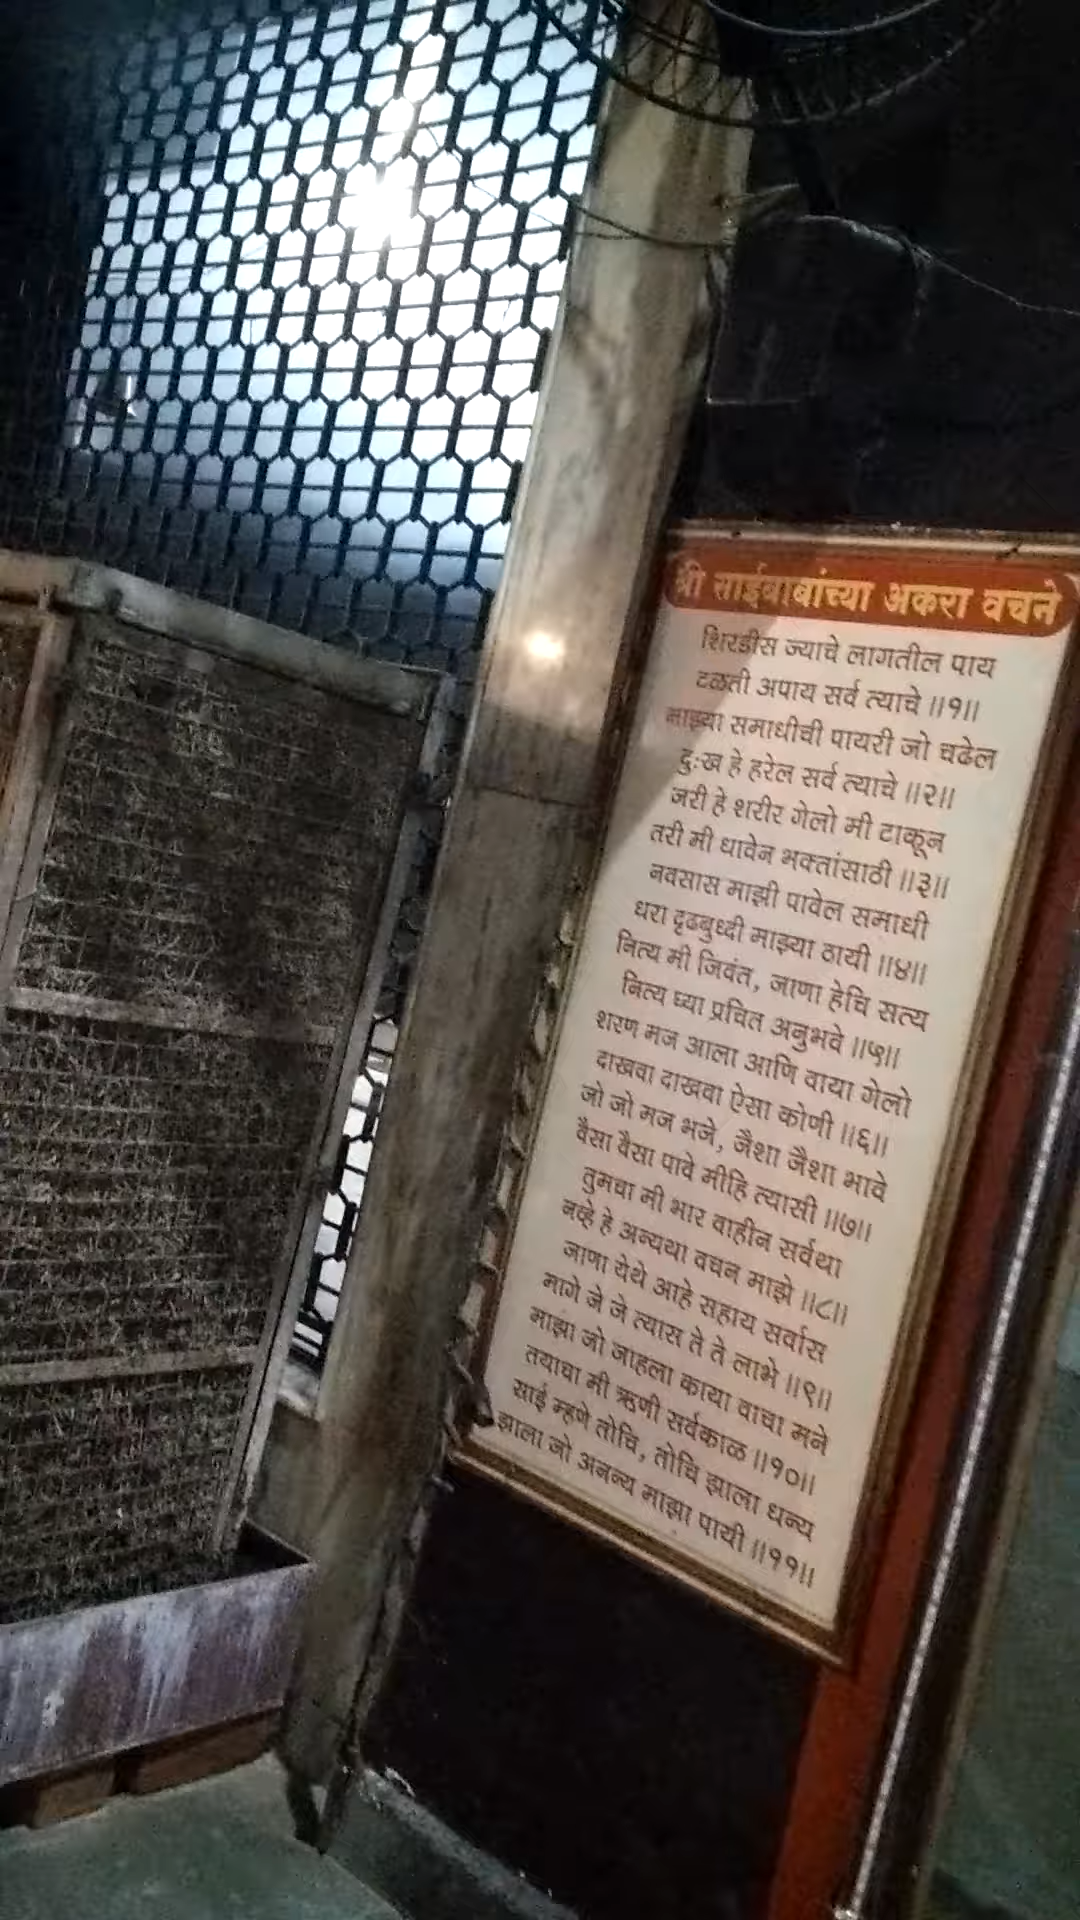 श्री साईबाबांच्या अकरा वचने
शिरडीस ज्याचे लागतील पाय
टळती अपाय सर्व त्याचे ॥१॥
माझ्या समाधीची पायरी जो चढेल
दुःख हे हरेल सर्व त्याचे ॥२॥
जरी हे शरीर गेलो मी टाकून
तरी मी धावेन भक्तांसाठी ॥३॥
नवसास माझी पावेल समाधी
धरा दृढबुध्दी माझ्या ठायी ॥४॥
नित्य मी जिवंत, जाणा हेचि सत्य
नित्य घ्या प्रचित अनुभवे ॥५॥
शरण मज आला आणि वाया गेलो
दाखवा दाखवा ऐसा कोणी ॥६॥
जो जो मज भजे, जैशा जैशा भावे
वैसा वैसा पावे मीहि त्यासी ॥७॥
तुमचा मी भार वाहीन सर्वथा
नव्हे हे अन्यथा वचन माझे ॥८॥
जाणा येथे आहे सहाय सर्वास
मागे जे जे त्यास ते ते लाभे ॥९॥
माझा जो जाहला काया वाचा मने
तयाचा मी ऋणी सर्वकाळ ॥१०॥
साई म्हणे तोचि, तोचि झाला धन्य
झाला जो अनन्य माझा पायी ॥११॥